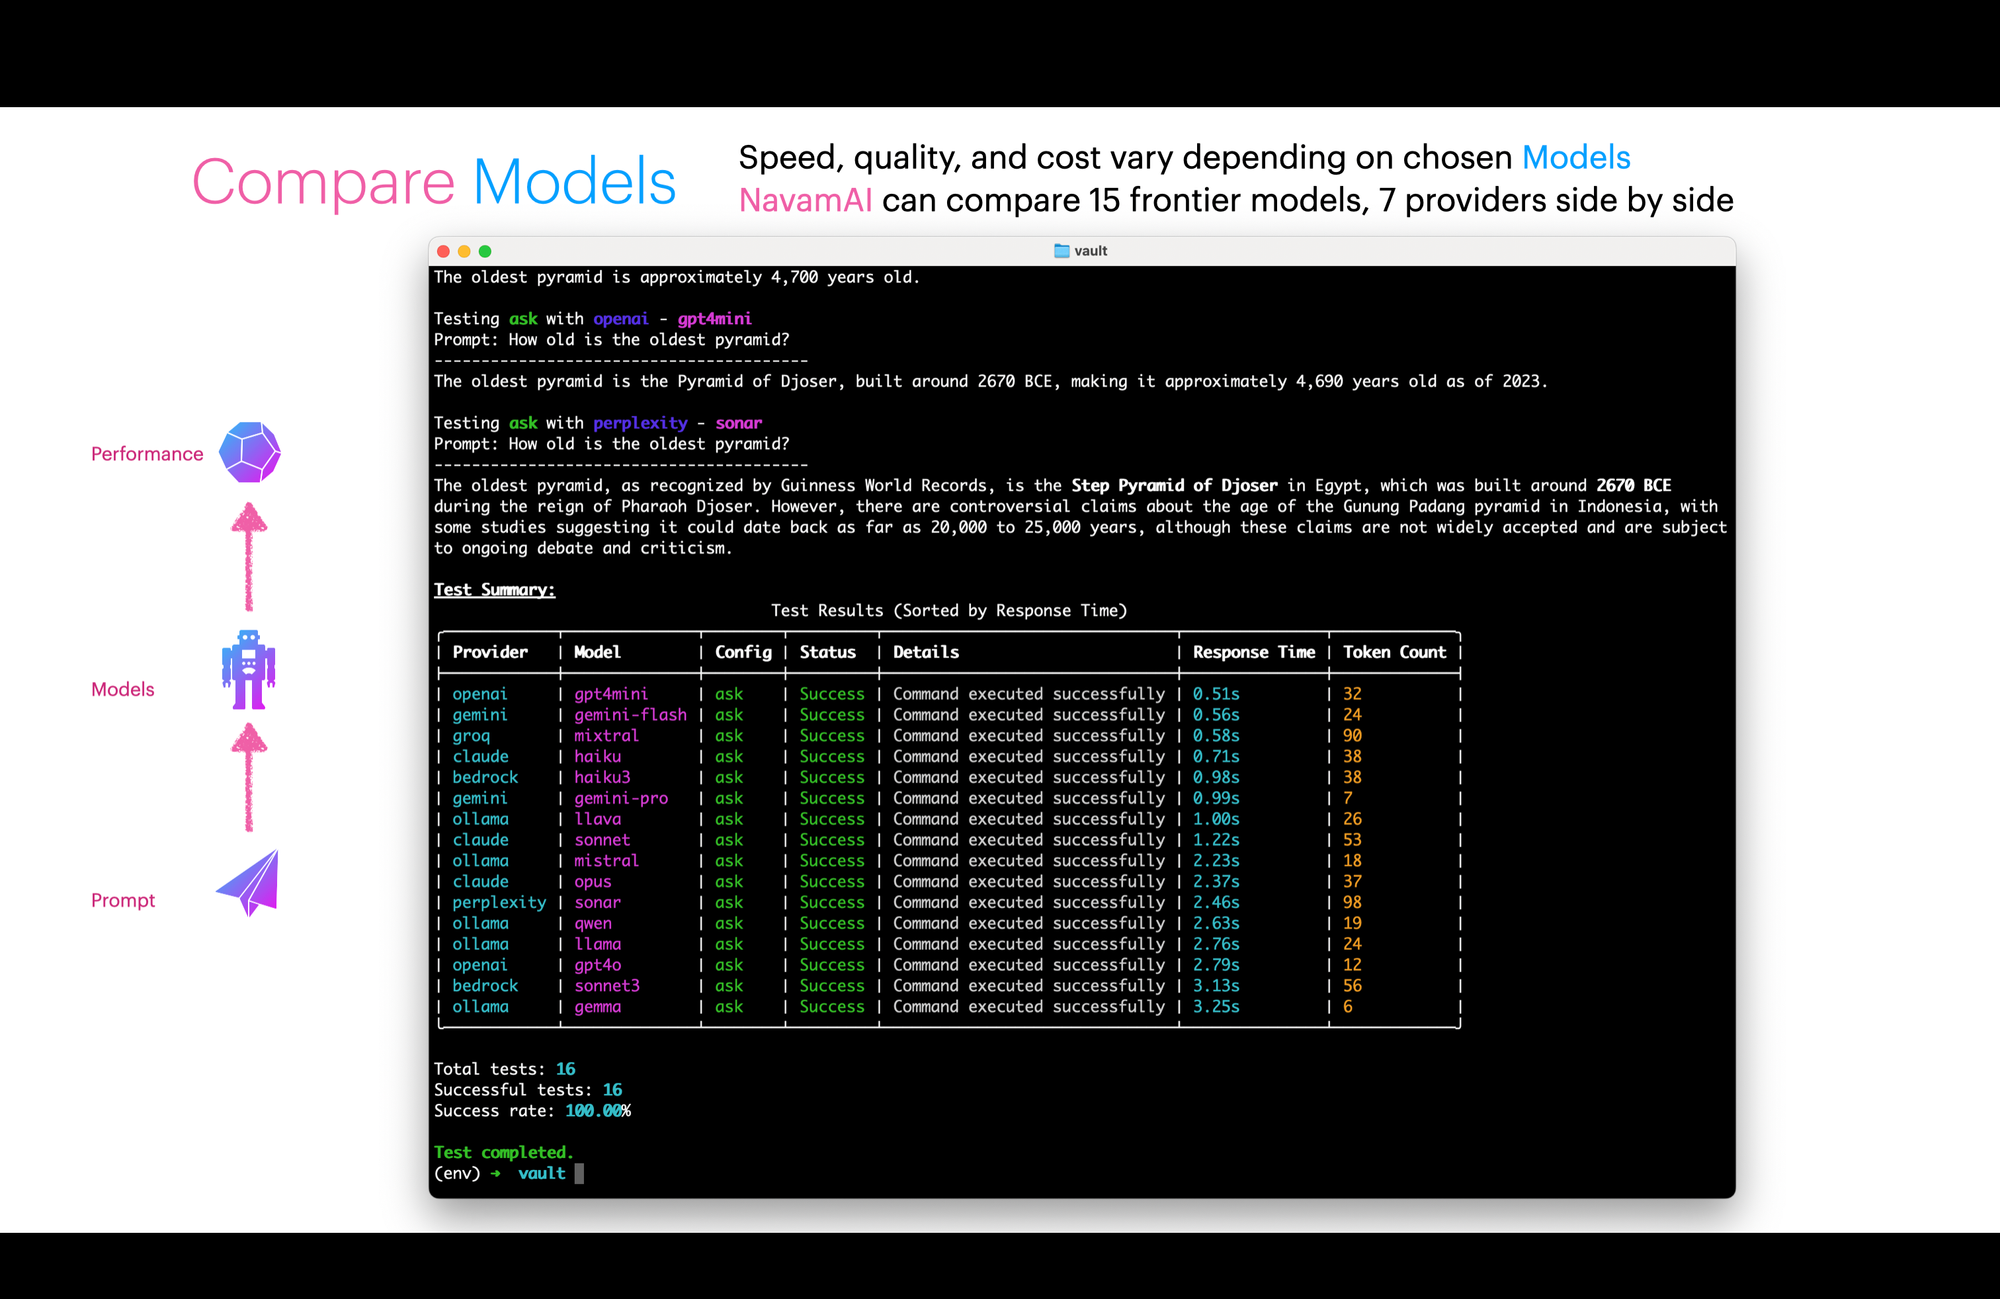 Compare Models
Speed, quality, and cost vary depending on chosen Models
NavamAI can compare 15 frontier models, 7 providers side by side
vault
The oldest pyramid is approximately 4,700 years old.
Testing ask with openai - gpt4mini
Prompt: How old is the oldest pyramid?
----------------------------------------
The oldest pyramid is the Pyramid of Djoser, built around 2670 BCE, making it approximately 4,690 years old as of 2023.
Testing ask with perplexity - sonar
Prompt: How old is the oldest pyramid?
----------------------------------------
The oldest pyramid, as recognized by Guinness World Records, is the Step Pyramid of Djoser in Egypt, which was built around 2670 BCE
during the reign of Pharaoh Djoser. However, there are controversial claims about the age of the Gunung Padang pyramid in Indonesia, with
some studies suggesting it could date back as far as 20,000 to 25,000 years, although these claims are not widely accepted and are subject
to ongoing debate and criticism.
Test Summary:
Test Results (Sorted by Response Time)
| Provider | Model | Config | Status | Details | Response Time | Token Count |
| openai | gpt4mini | ask | Success | Command executed successfully | 0.51s | 32 |
| gemini | gemini-flash | ask | Success | Command executed successfully | 0.56s | 24 |
| groq | mixtral | ask | Success | Command executed successfully | 0.58s | 90 |
| claude | haiku | ask | Success | Command executed successfully | 0.71s | 38 |
| bedrock | haiku3 | ask | Success | Command executed successfully | 0.98s | 38 |
| gemini | gemini-pro | ask | Success | Command executed successfully | 0.99s | 7 |
| ollama | llava | ask | Success | Command executed successfully | 1.00s | 26 |
| claude | sonnet | ask | Success | Command executed successfully | 1.22s | 53 |
| ollama | mistral | ask | Success | Command executed successfully | 2.23s | 18 |
| claude | opus | ask | Success | Command executed successfully | 2.37s | 37 |
| perplexity | sonar | ask | Success | Command executed successfully | 2.46s | 98 |
| ollama | qwen | ask | Success | Command executed successfully | 2.63s | 19 |
| ollama | llama | ask | Success | Command executed successfully | 2.76s | 24 |
| openai | gpt4o | ask | Success | Command executed successfully | 2.79s | 12 |
| bedrock | sonnet3 | ask | Success | Command executed successfully | 3.13s | 56 |
| ollama | gemma | ask | Success | Command executed successfully | 3.25s | 6 |
Total tests: 16
Successful tests: 16
Success rate: 100.00%
Test completed.
(env) → vault
Performance
Models
Prompt